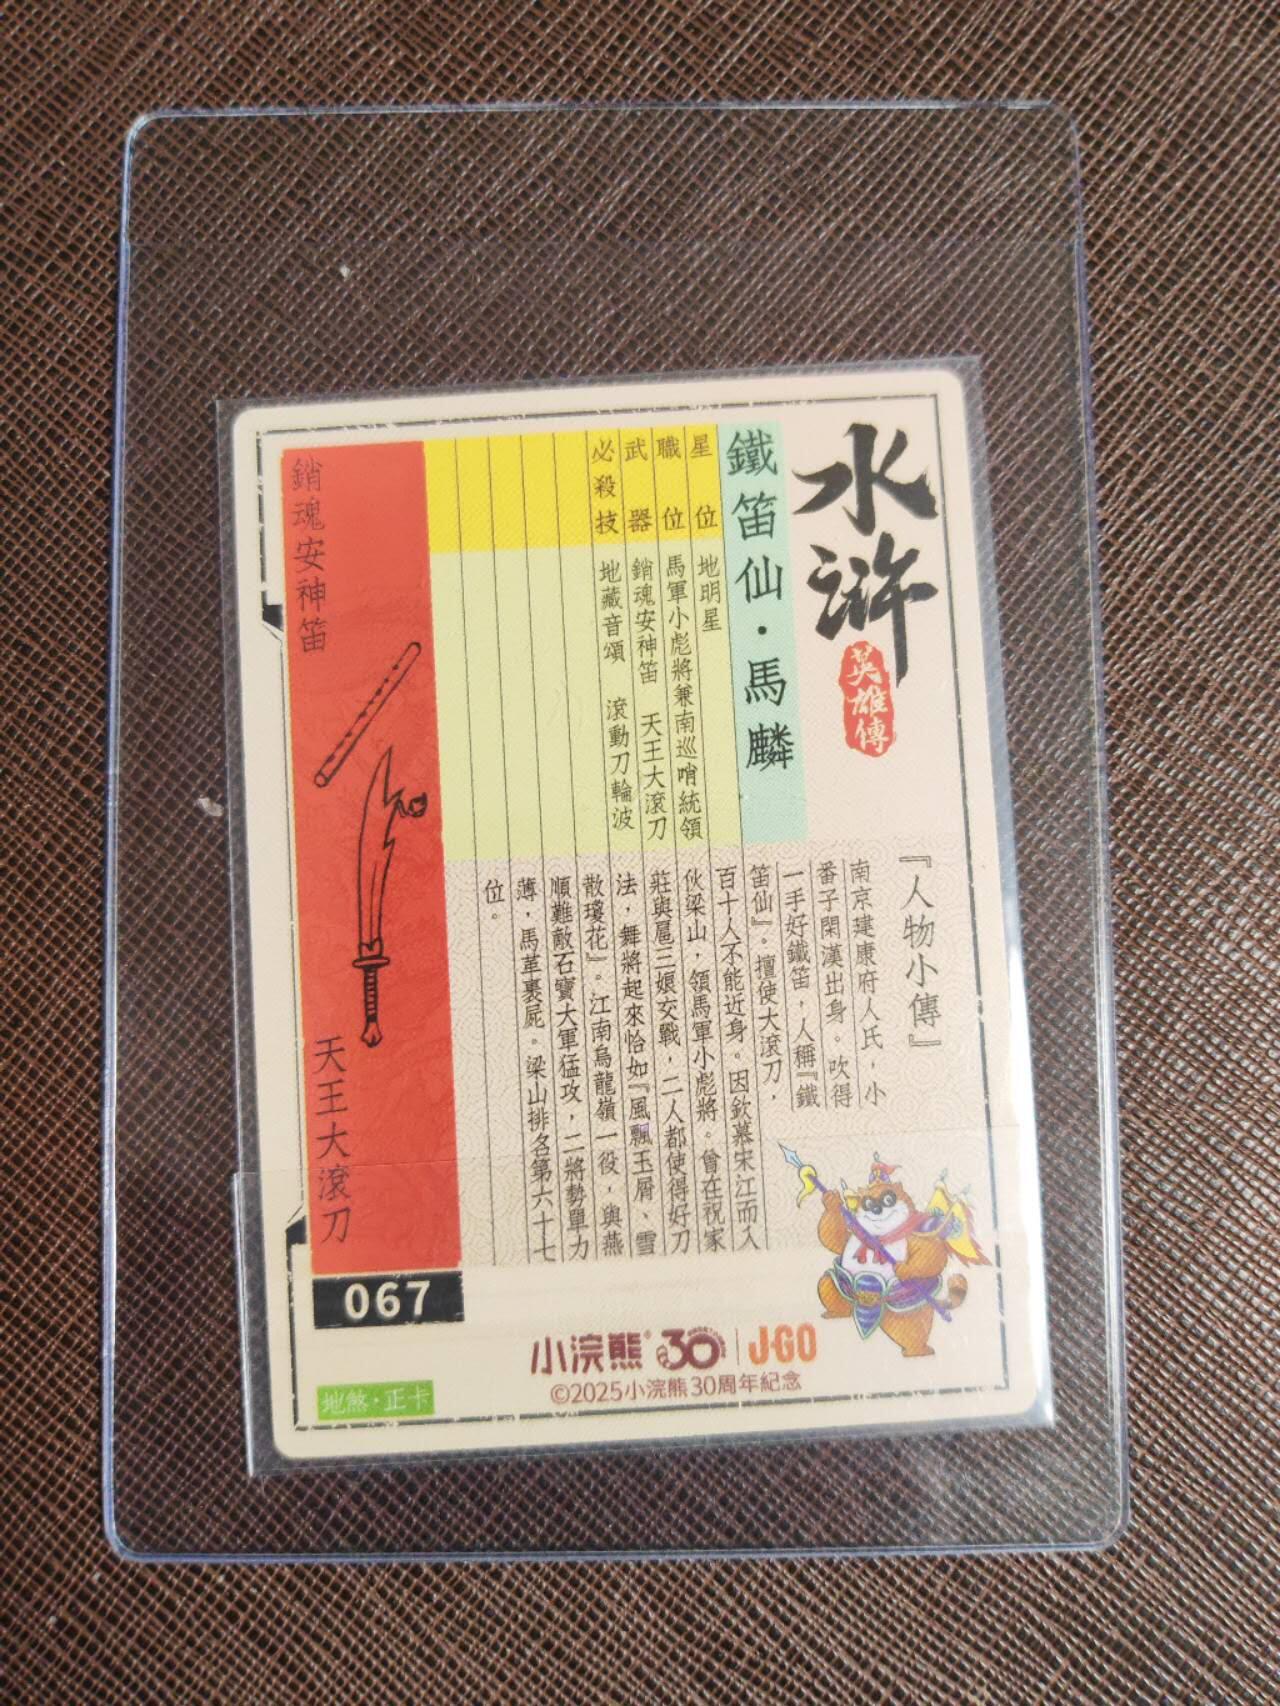 水滸
英雄傳
鐵笛仙·馬麟
星位 地明星
職位 馬軍小彪將兼南巡哨統領
武器 銷魂安神笛 天王大滾刀
必殺技 地藏音頌 滾動刀輪波
『人物小傳』
南京建康府人氏，小
番子閑漢出身。吹得
一手好鐵笛，人稱『鐵
笛仙』。擅使大滾刀，
百十人不能近身。因欽慕宋江而入
伙梁山，領馬軍小彪將。曾在祝家
莊與扈三娘交戰，二人都使得好刀
法，舞將起來恰如『風飄玉屑、雪
散瓊花』。江南烏龍嶺一役，與燕
順難敵石寶大軍猛攻，二將勢單力
薄，馬革裹屍。梁山排名第六十七
位。
銷魂安神笛
天王大滾刀
067
小浣熊 30 J·GO
©2025小浣熊30周年紀念
地煞·正卡